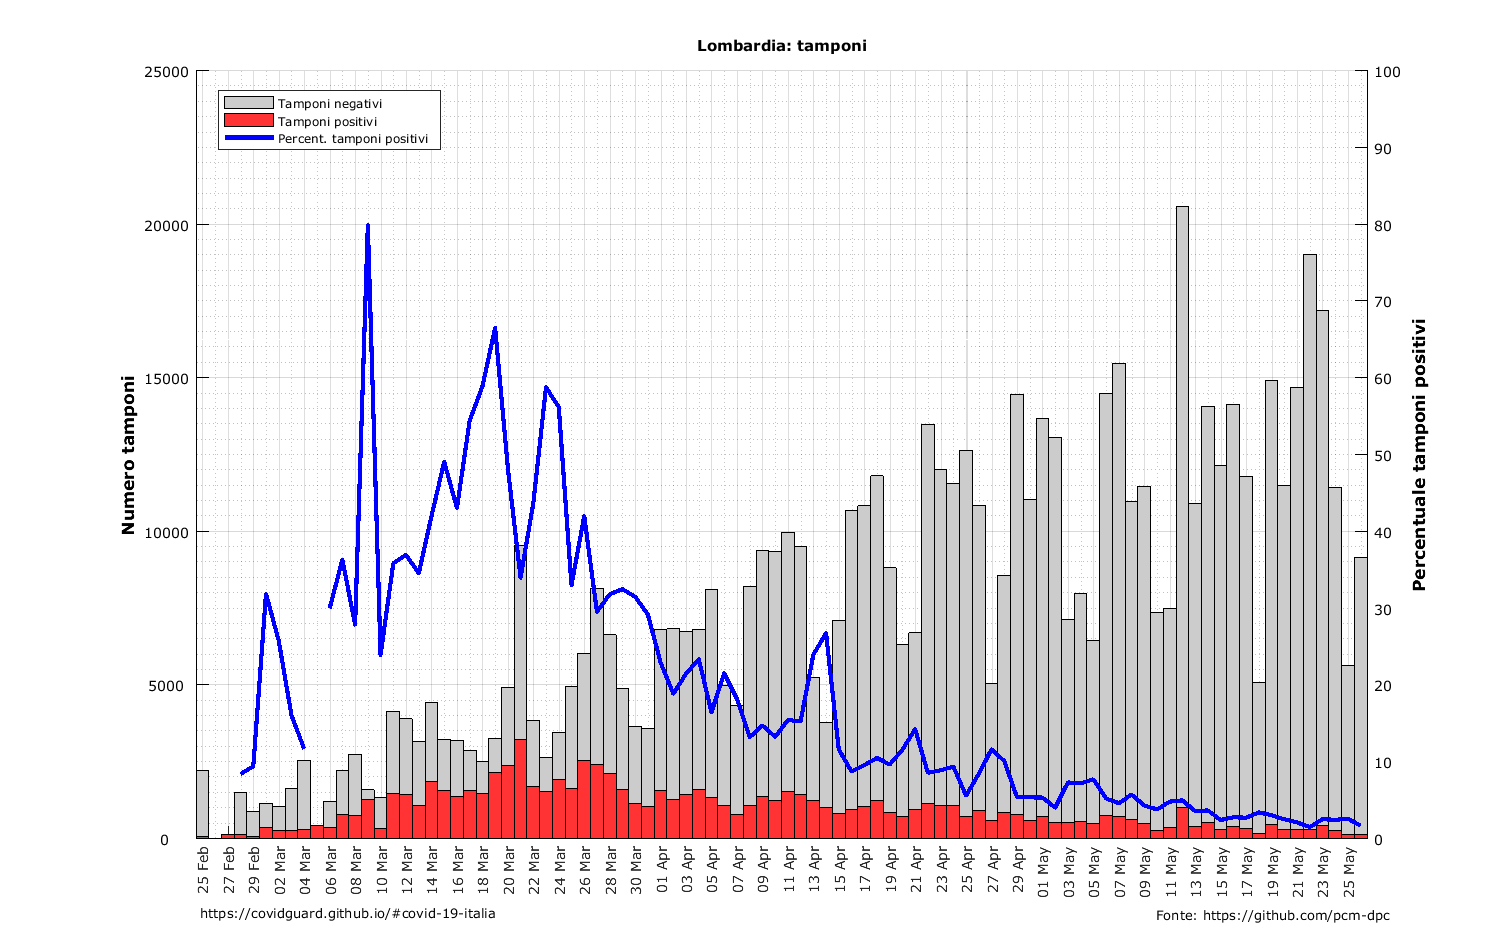 Lombardia: tamponi
25000
20000
15000
10000
5000
0
Numero tamponi
Tamponi negativi
Tamponi positivi
Percent. tamponi positivi
100
90
80
70
60
50
40
30
20
10
0
Percentuale tamponi positivi
25 Feb
27 Feb
29 Feb
02 Mar
04 Mar
06 Mar
08 Mar
10 Mar
12 Mar
14 Mar
16 Mar
18 Mar
20 Mar
22 Mar
24 Mar
26 Mar
28 Mar
30 Mar
01 Apr
03 Apr
05 Apr
07 Apr
09 Apr
11 Apr
13 Apr
15 Apr
17 Apr
19 Apr
21 Apr
23 Apr
25 Apr
27 Apr
29 Apr
01 May
03 May
05 May
07 May
09 May
11 May
13 May
15 May
17 May
19 May
21 May
23 May
25 May
https://covidguard.github.io/#covid-19-italia
Fonte: https://github.com/pcm-dpc